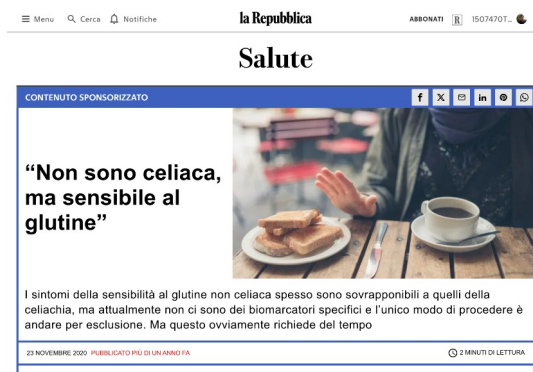 Menu Cerca Notifiche la Repubblica ABBONATI R 1507470T...
Salute
CONTENUTO SPONSORIZZATO
“Non sono celiaca,
ma sensibile al
glutine”
I sintomi della sensibilità al glutine non celiaca spesso sono sovrapponibili a quelli della
celiachia, ma attualmente non ci sono dei biomarcatori specifici e l'unico modo di procedere è
andare per esclusione. Ma questo ovviamente richiede del tempo
23 NOVEMBRE 2020 PUBBLICATO PIÙ DI UN ANNO FA 2 MINUTI DI LETTURA